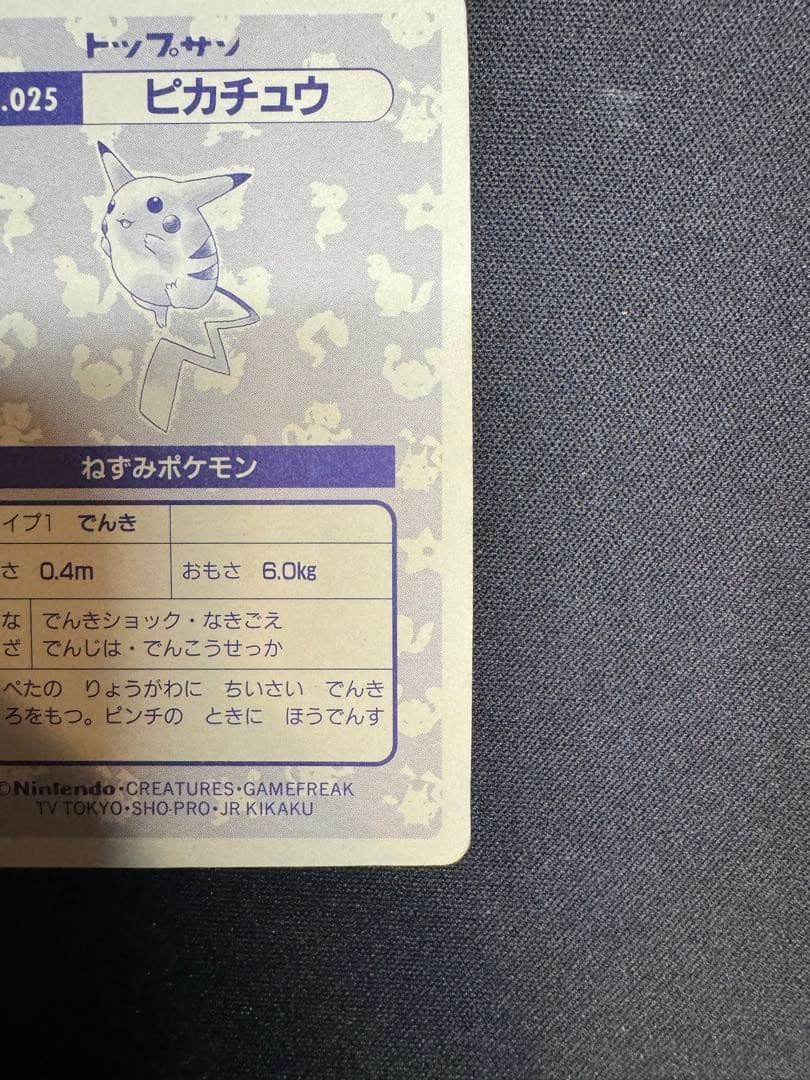 トップサン
.025 ピカチュウ
ねずみポケモン
イプ1 でんき
さ 0.4m おもさ 6.0kg
な でんきショック・なきごえ
ざ でんじは・でんこうせっか
ぺたの りょうがわに ちいさい でんき
ろをもつ。ピンチの ときに ほうでんす
©Nintendo・CREATURES・GAMEFREAK
TV TOKYO・SHO-PRO・JR KIKAKU